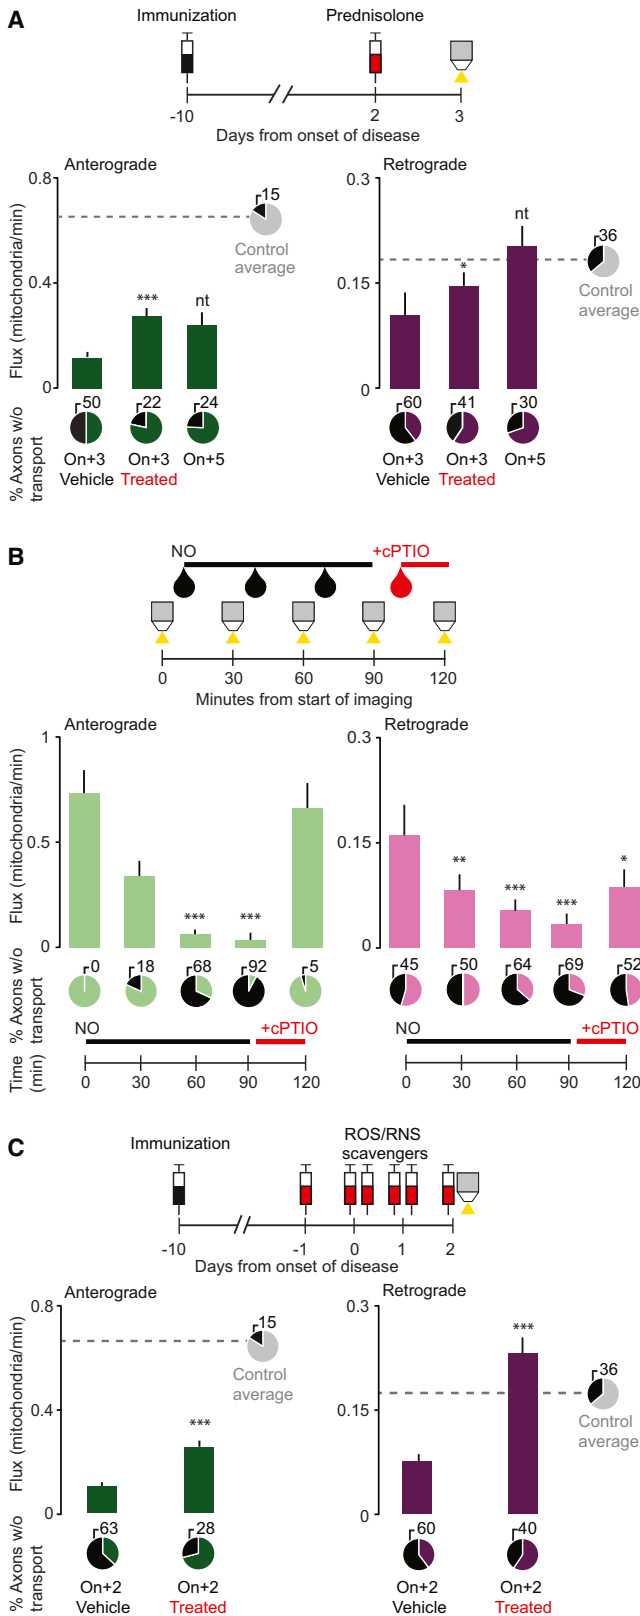 A
Immunization
Prednisolone
-10
2
3
Days from onset of disease
Anterograde
Flux (mitochondria/min)
0.8
0.4
0
15
Control
average
***
nt
% Axons w/o
transport
50
22
24
On+3
On+3
On+5
Vehicle
Treated
Retrograde
0.3
0.15
0
nt
*
36
Control
average
60
41
30
On+3
On+3
On+5
Vehicle
Treated
B
NO
+cPTIO
0
30
60
90
120
Minutes from start of imaging
Anterograde
Flux (mitochondria/min)
1
0.5
0
***
***
% Axons w/o
transport
0
18
68
92
5
NO
+cPTIO
Time
(min)
0
30
60
90
120
Retrograde
0.3
0.15
0
**
***
***
*
45
50
64
69
52
NO
+cPTIO
0
30
60
90
120
C
Immunization
ROS/RNS
scavengers
-10
-1
0
1
2
Days from onset of disease
Anterograde
Flux (mitochondria/min)
0.8
0.4
0
15
Control
average
***
% Axons w/o
transport
63
28
On+2
On+2
Vehicle
Treated
Retrograde
0.3
0.15
0
***
36
Control
average
60
40
On+2
On+2
Vehicle
Treated